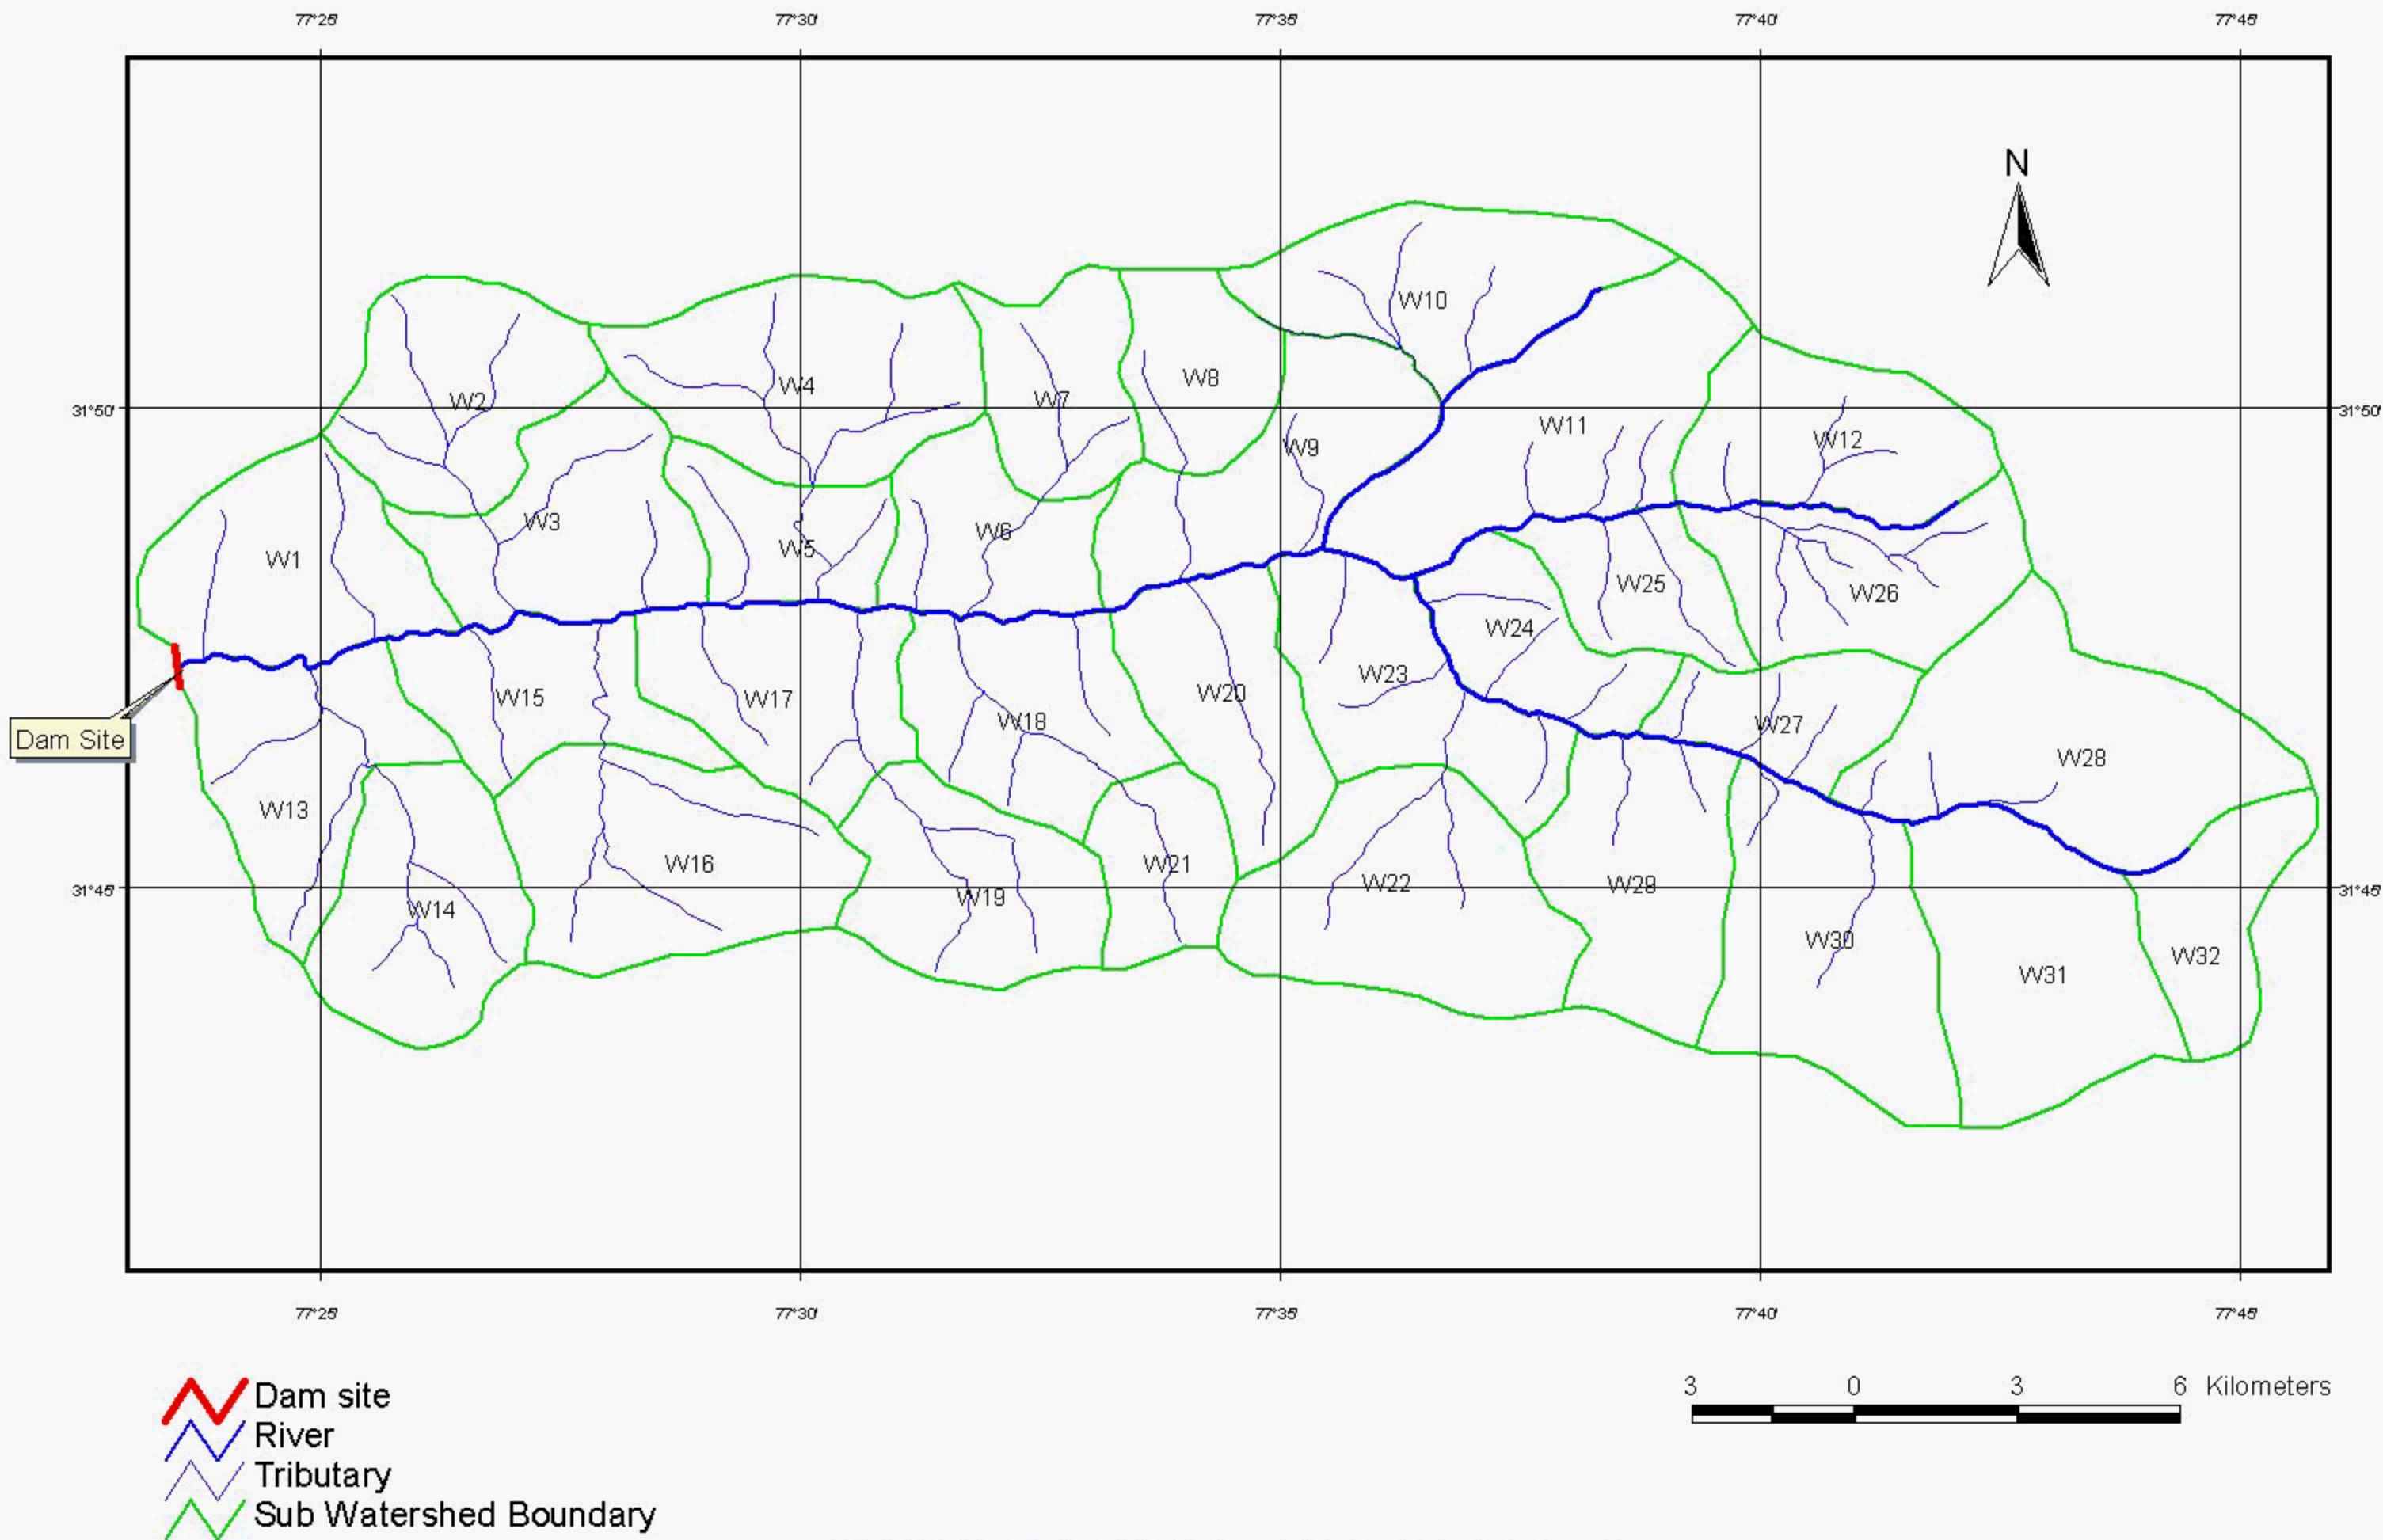 77°25' 77°30' 77°35' 77°40' 77°45'
N
W10
W8
W4
W2
W7
31°50' 31°50'
W11
W12
W9
W3
W6
W5
W1
W25
W26
W24
W23
W20
W15
W17
W18
W27
Dam Site
W28
W13
W16
W21
W22
W29
W19
W14
31°45' 31°45'
W30
W32
W31
77°25' 77°30' 77°35' 77°40' 77°45'
3 0 3 6 Kilometers
Dam site
River
Tributary
Sub Watershed Boundary